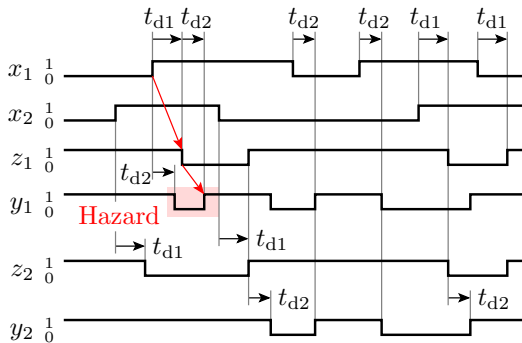 t_d1 t_d2 t_d2 t_d2 t_d1 t_d1
x_1 1 0
x_2 1 0
z_1 1 0
t_d2
y_1 1 0
Hazard
t_d1 t_d1
z_2 1 0
t_d2 t_d2
y_2 1 0